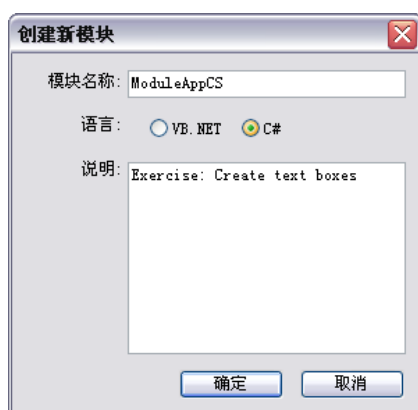 创建新模块
模块名称: ModuleAppCS
语言: VB.NET C#
说明: Exercise: Create text boxes
确定 取消